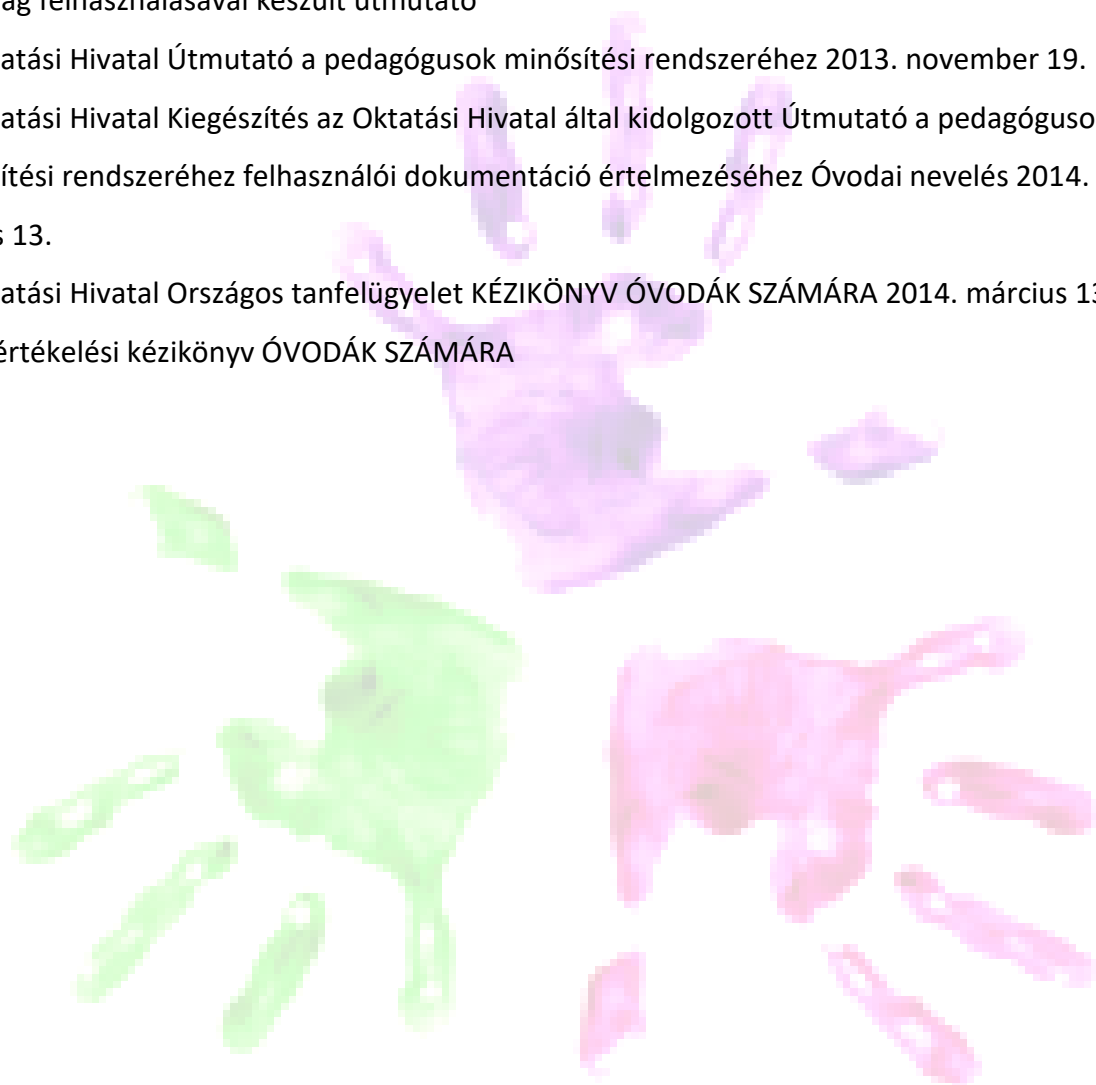 ág felhasználásával készült útmutató
atási Hivatal Útmutató a pedagógusok minősítési rendszeréhez 2013. november 19.
atási Hivatal Kiegészítés az Oktatási Hivatal által kidolgozott Útmutató a pedagóguso
ítési rendszeréhez felhasználói dokumentáció értelmezéséhez Óvodai nevelés 2014.
s 13.
atási Hivatal Országos tanfelügyelet KÉZIKÖNYV ÓVODÁK SZÁMÁRA 2014. március 13
értékelési kézikönyv ÓVODÁK SZÁMÁRA